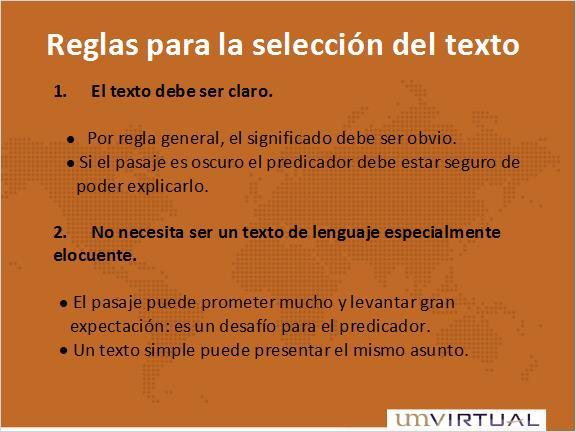 Reglas para la selección del texto
1. El texto debe ser claro.
● Por regla general, el significado debe ser obvio.
● Si el pasaje es oscuro el predicador debe estar seguro de
poder explicarlo.
2. No necesita ser un texto de lenguaje especialmente
elocuente.
● El pasaje puede prometer mucho y levantar gran
expectación: es un desafío para el predicador.
● Un texto simple puede presentar el mismo asunto.
umVIRTUAL